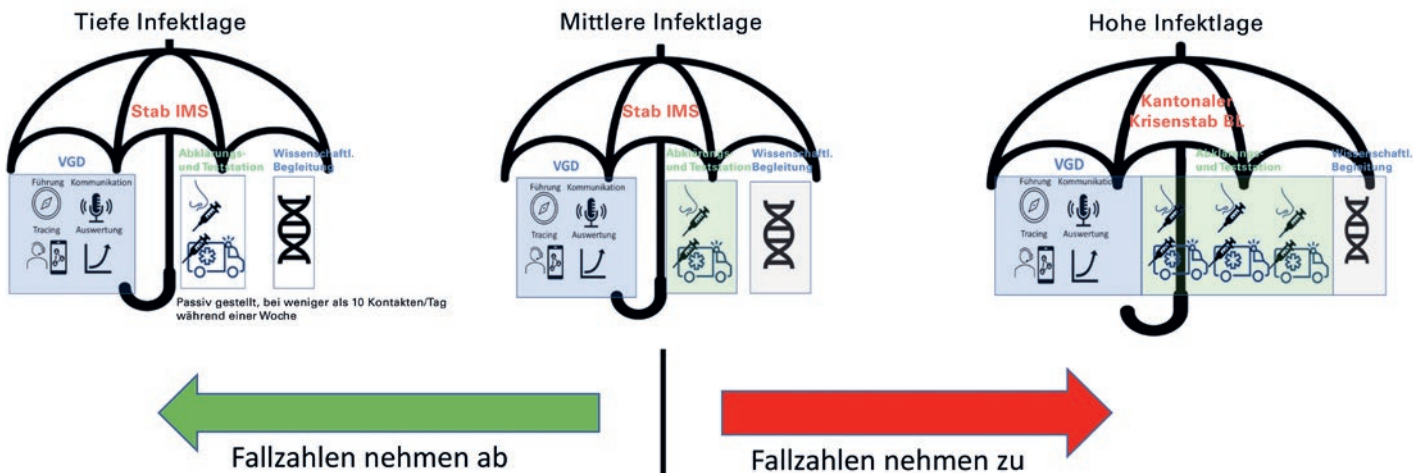 Tiefe Infektlage
Stab IMS
VGD
Abklärungs-
und Teststation
Wissenschaftl.
Begleitung
Führung
Kommunikation
Tracing
Auswertung
Passiv gestellt, bei weniger als 10 Kontakten/Tag
während einer Woche
Mittlere Infektlage
Stab IMS
VGD
Abklärungs-
und Teststation
Wissenschaftl.
Begleitung
Führung
Kommunikation
Tracing
Auswertung
Hohe Infektlage
Kantonaler
Krisenstab BL
VGD
Abklärungs-
und Teststation
Wissenschaftl.
Begleitung
Führung
Kommunikation
Tracing
Auswertung
Fallzahlen nehmen ab
Fallzahlen nehmen zu